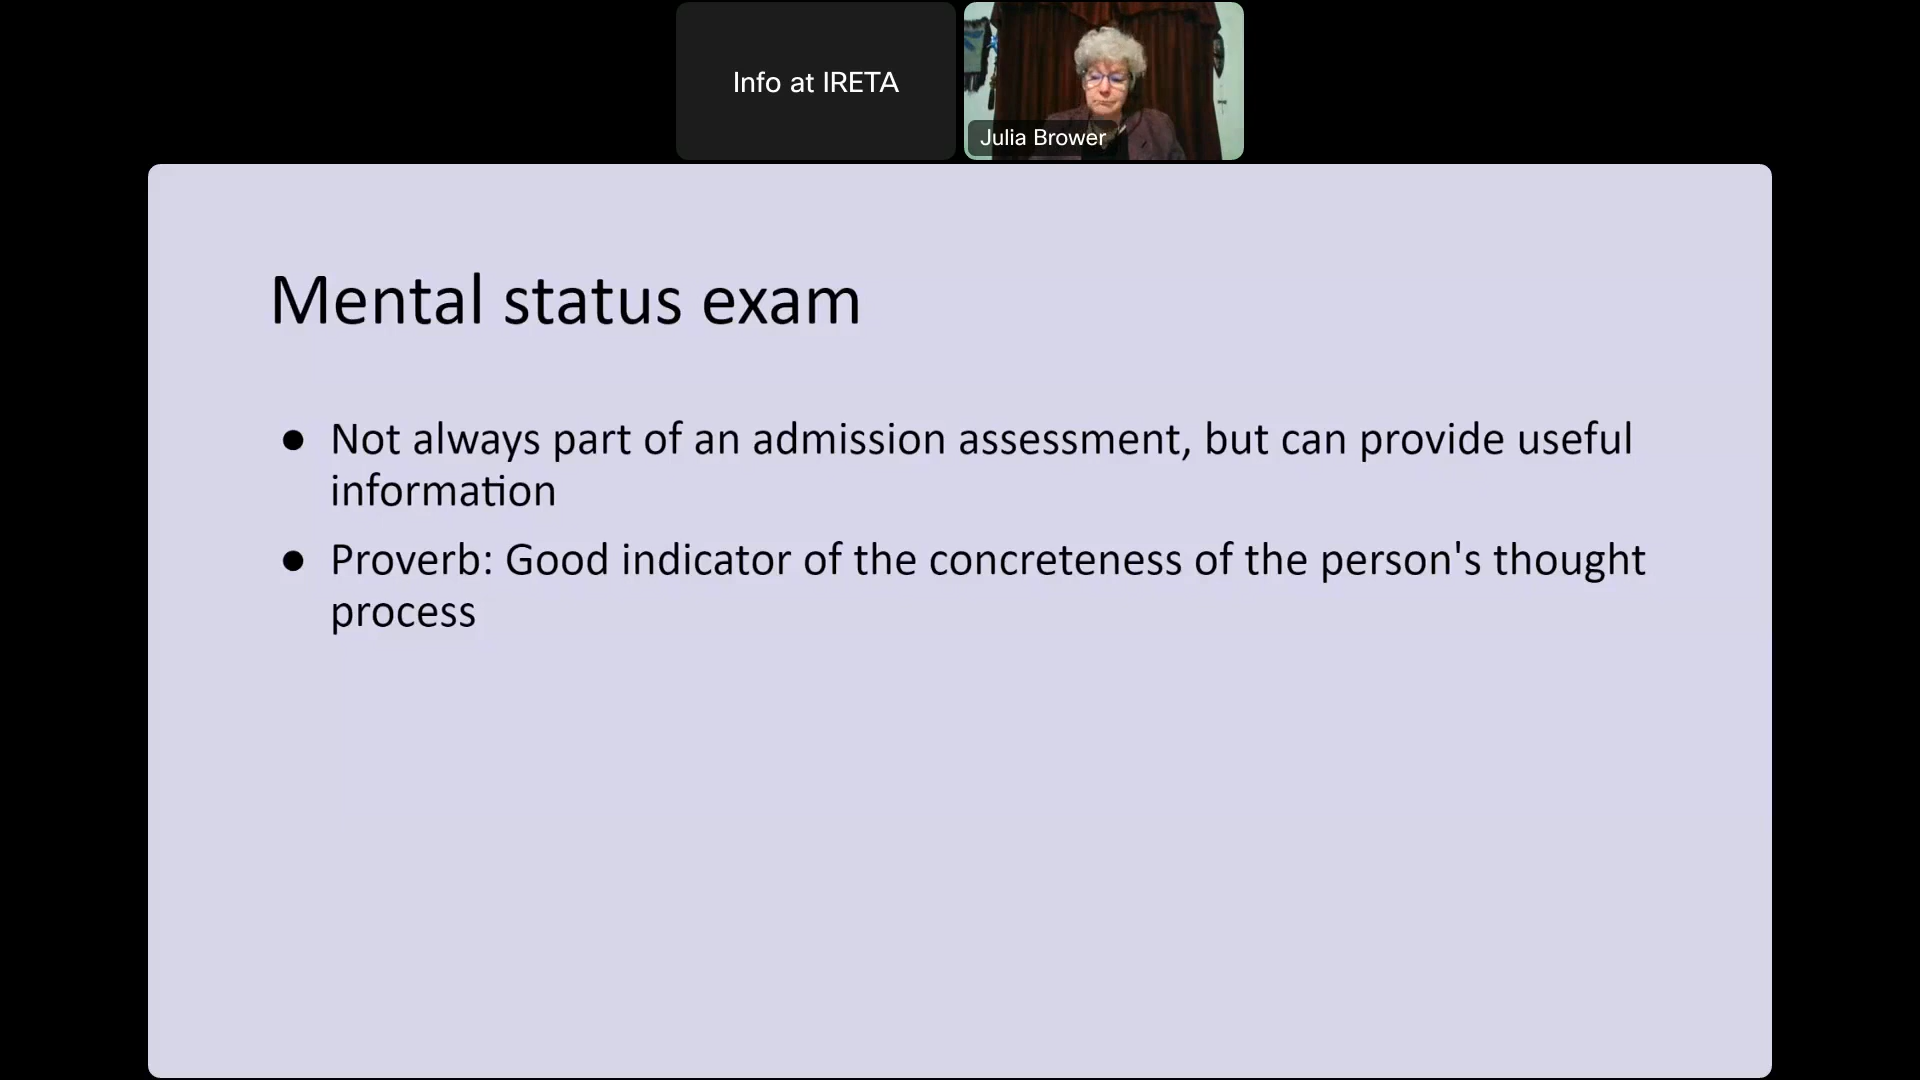 Info at IRETA
Julia Brower
Mental status exam
● Not always part of an admission assessment, but can provide useful
information
● Proverb: Good indicator of the concreteness of the person's thought
process